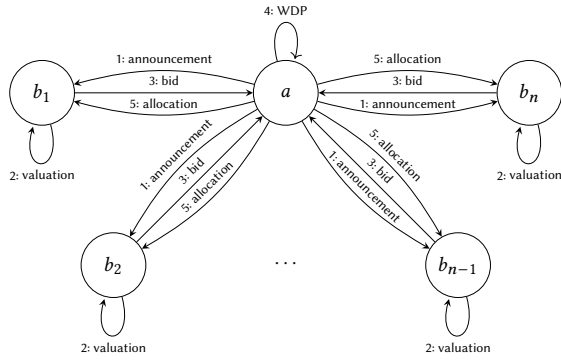 4: WDP
1: announcement
3: bid
5: allocation
5: allocation
3: bid
1: announcement
b₁
a
bₙ
2: valuation
2: valuation
1: announcement
3: bid
5: allocation
5: allocation
3: bid
1: announcement
b₂
...
bₙ₋₁
2: valuation
2: valuation